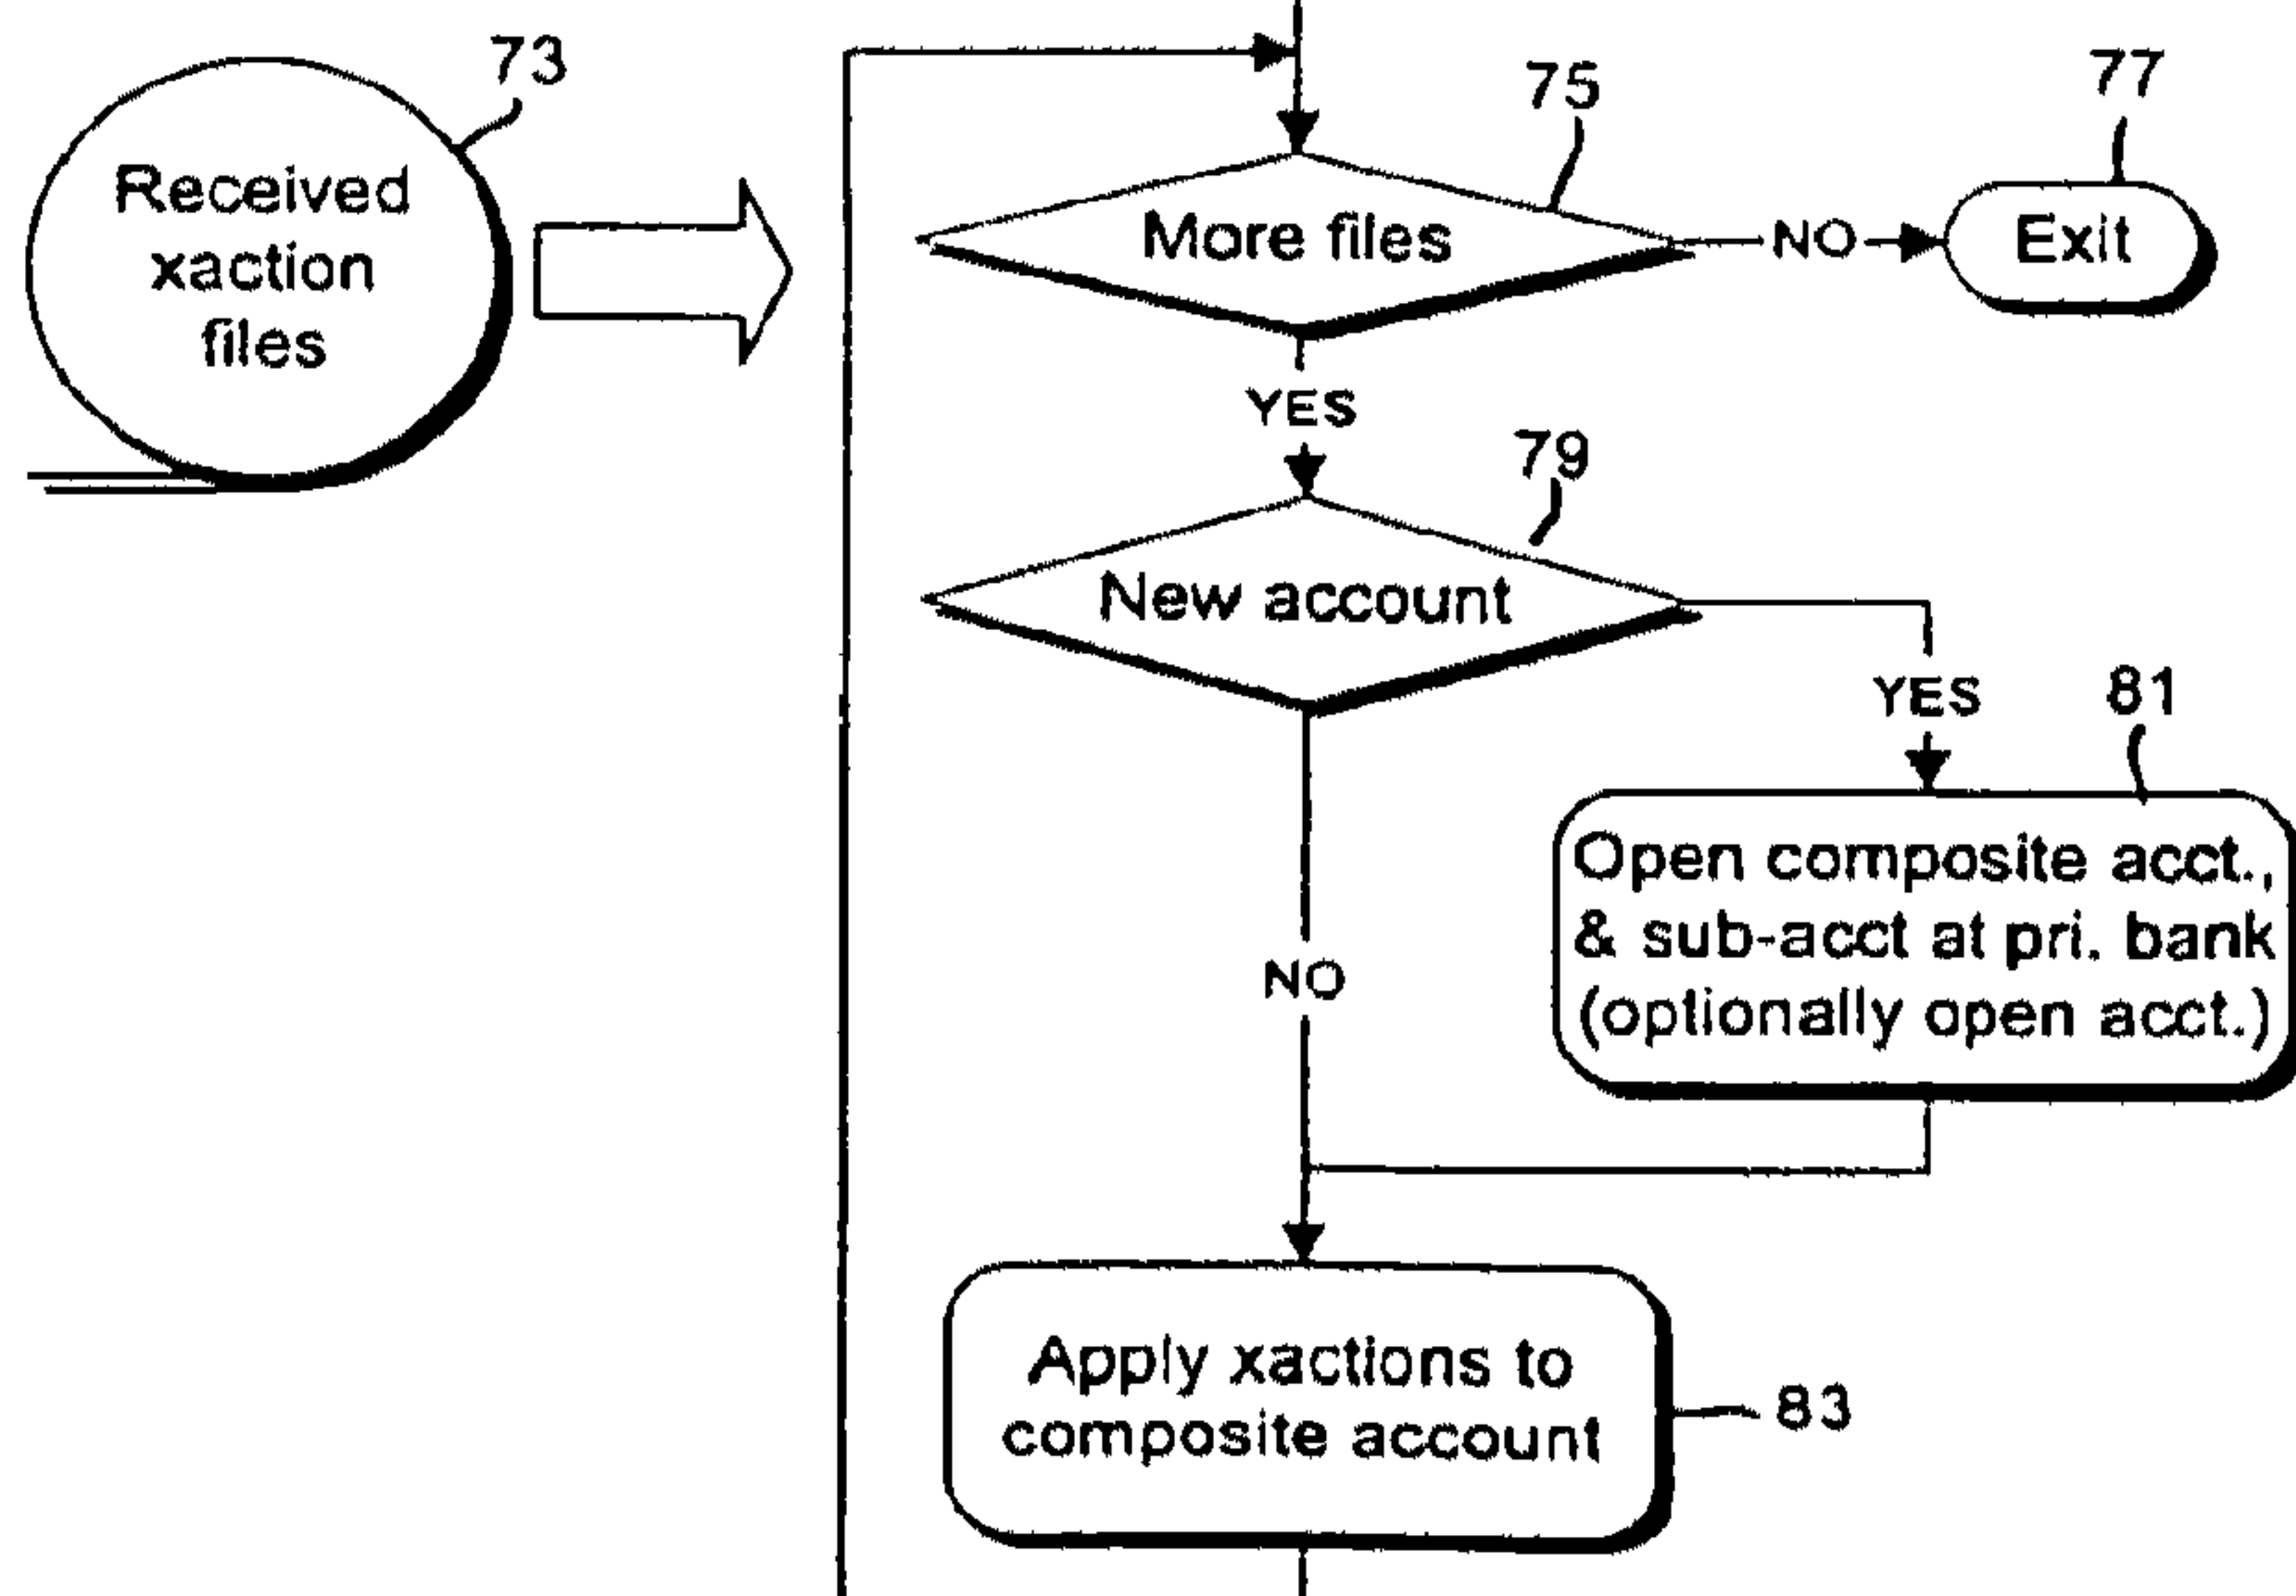 73
Received
xaction
files
75
More files
NO
77
Exit
YES
79
New account
YES
81
Open composite acct.,
& sub-acct at pri. bank
(optionally open acct.)
NO
Apply xactions to
composite account
83